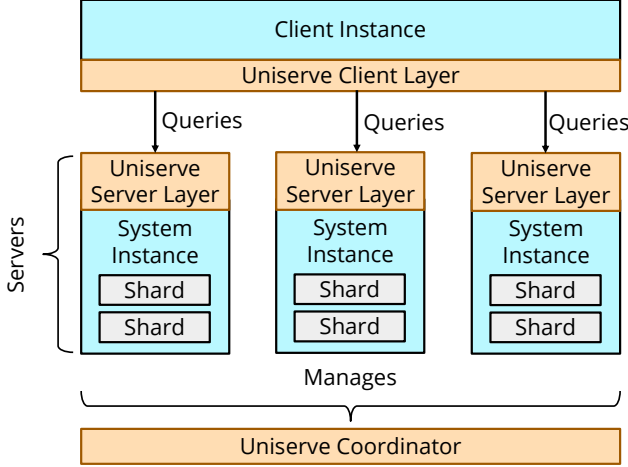 Client Instance
Uniserve Client Layer
Queries
Queries
Queries
Servers
Uniserve
Server Layer
System
Instance
Shard
Shard
Uniserve
Server Layer
System
Instance
Shard
Shard
Uniserve
Server Layer
System
Instance
Shard
Shard
Manages
Uniserve Coordinator